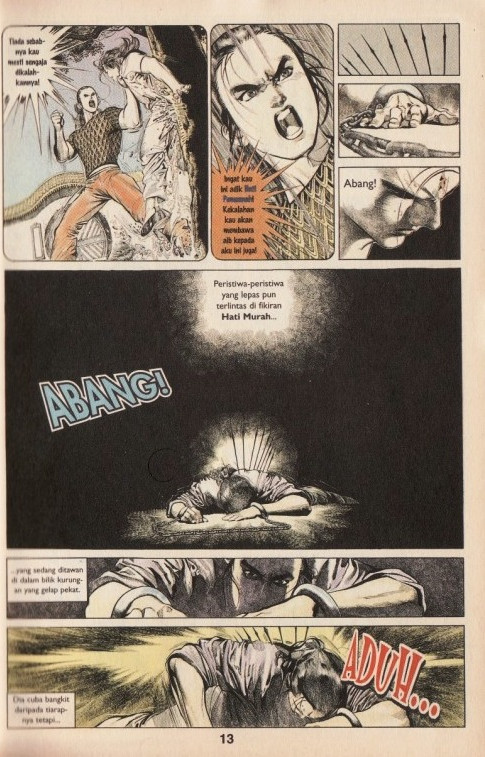 Tiada sebab-
nya kau
mesti sengaja
dikalah-
kannya!
Ingat kau
ini adik Hati
Pemusnah!
Kekalahan
kau akan
membawa
aib kepada
aku ini juga!
Abang!
Peristiwa-peristiwa
yang lepas pun
terlintas di fikiran
Hati Murah...
ABANG!
...yang sedang ditawan
di dalam bilik kurung-
an yang gelap pekat.
ADUH...
Dia cuba bangkit
daripada tiarap-
nya tetapi...
13